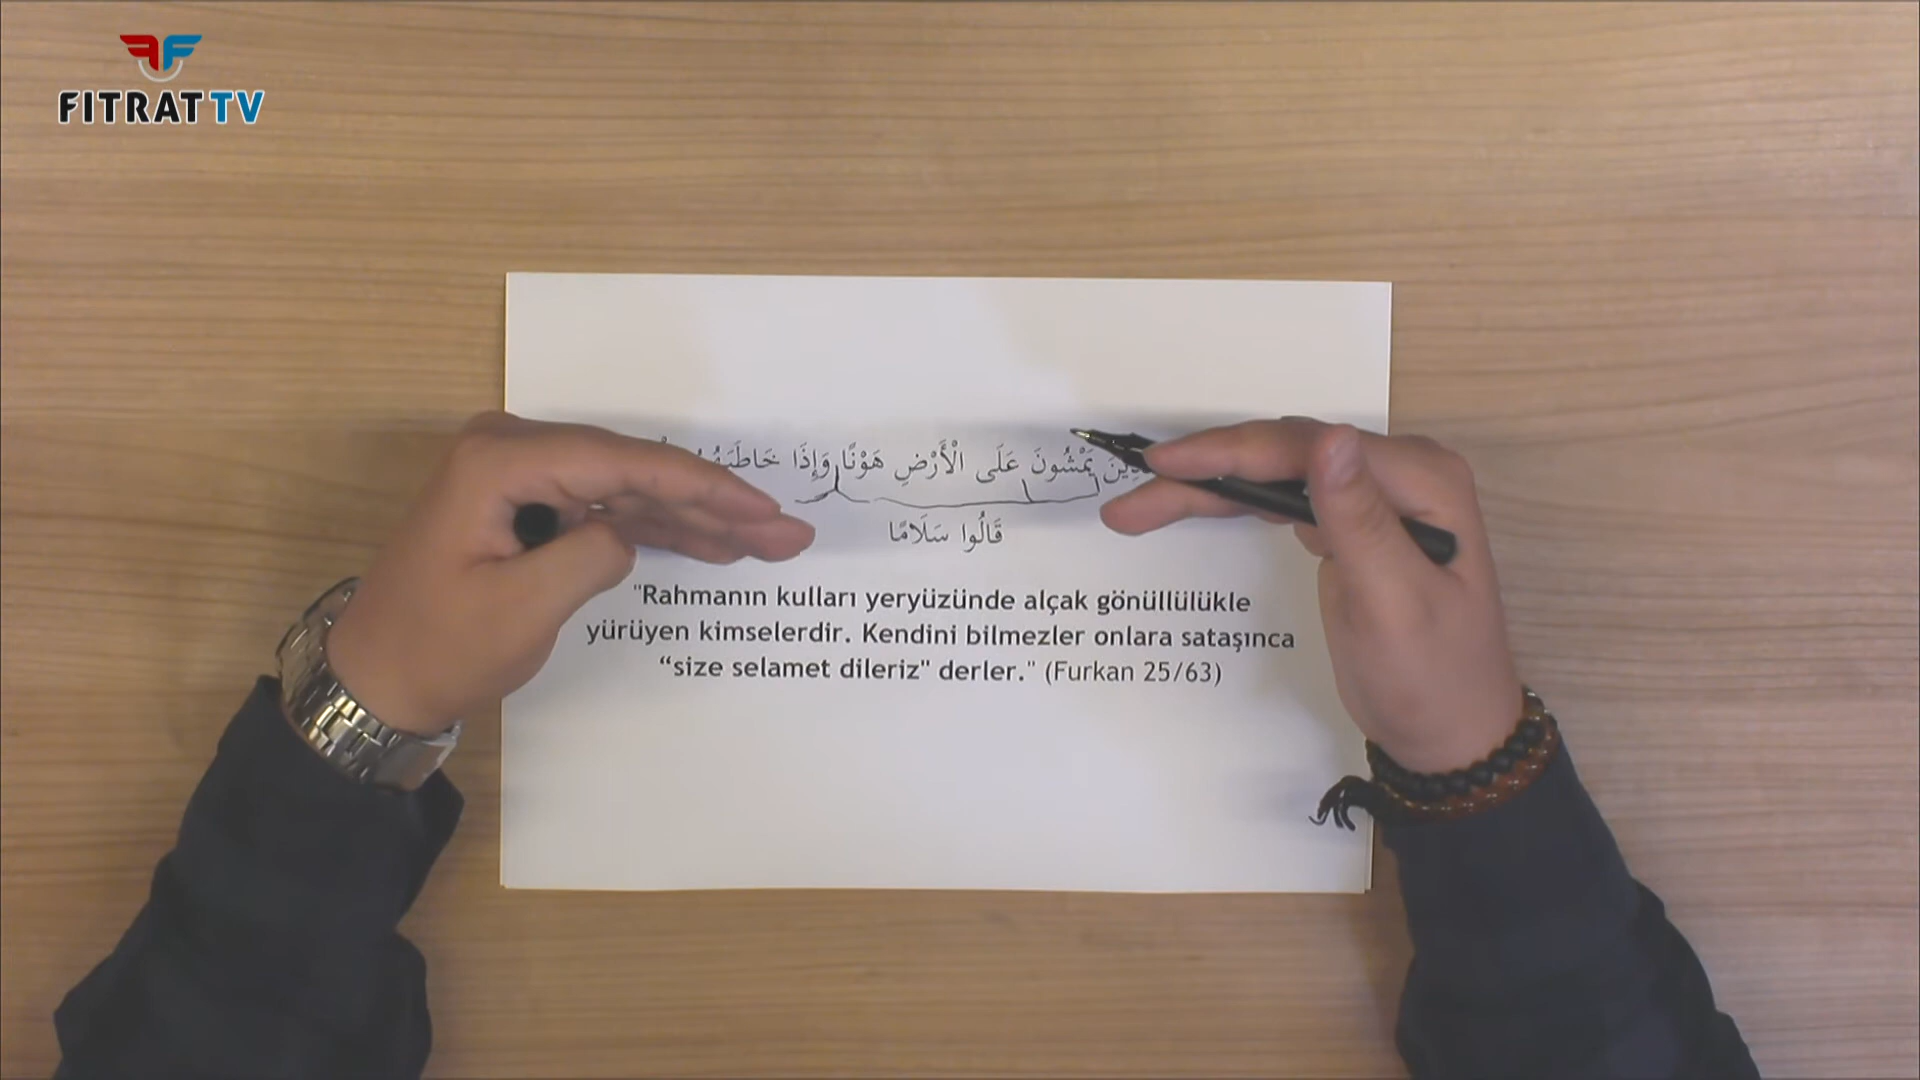 FITRAT TV
يَمْشُونَ عَلَى الْأَرْضِ هَوْنًا وَإِذَا
قَالُوا سَلَامًا
"Rahmanın kulları yeryüzünde alçak gönüllülükle
yürüyen kimselerdir. Kendini bilmezler onlara sataşınca
“size selamet dileriz" derler." (Furkan 25/63)